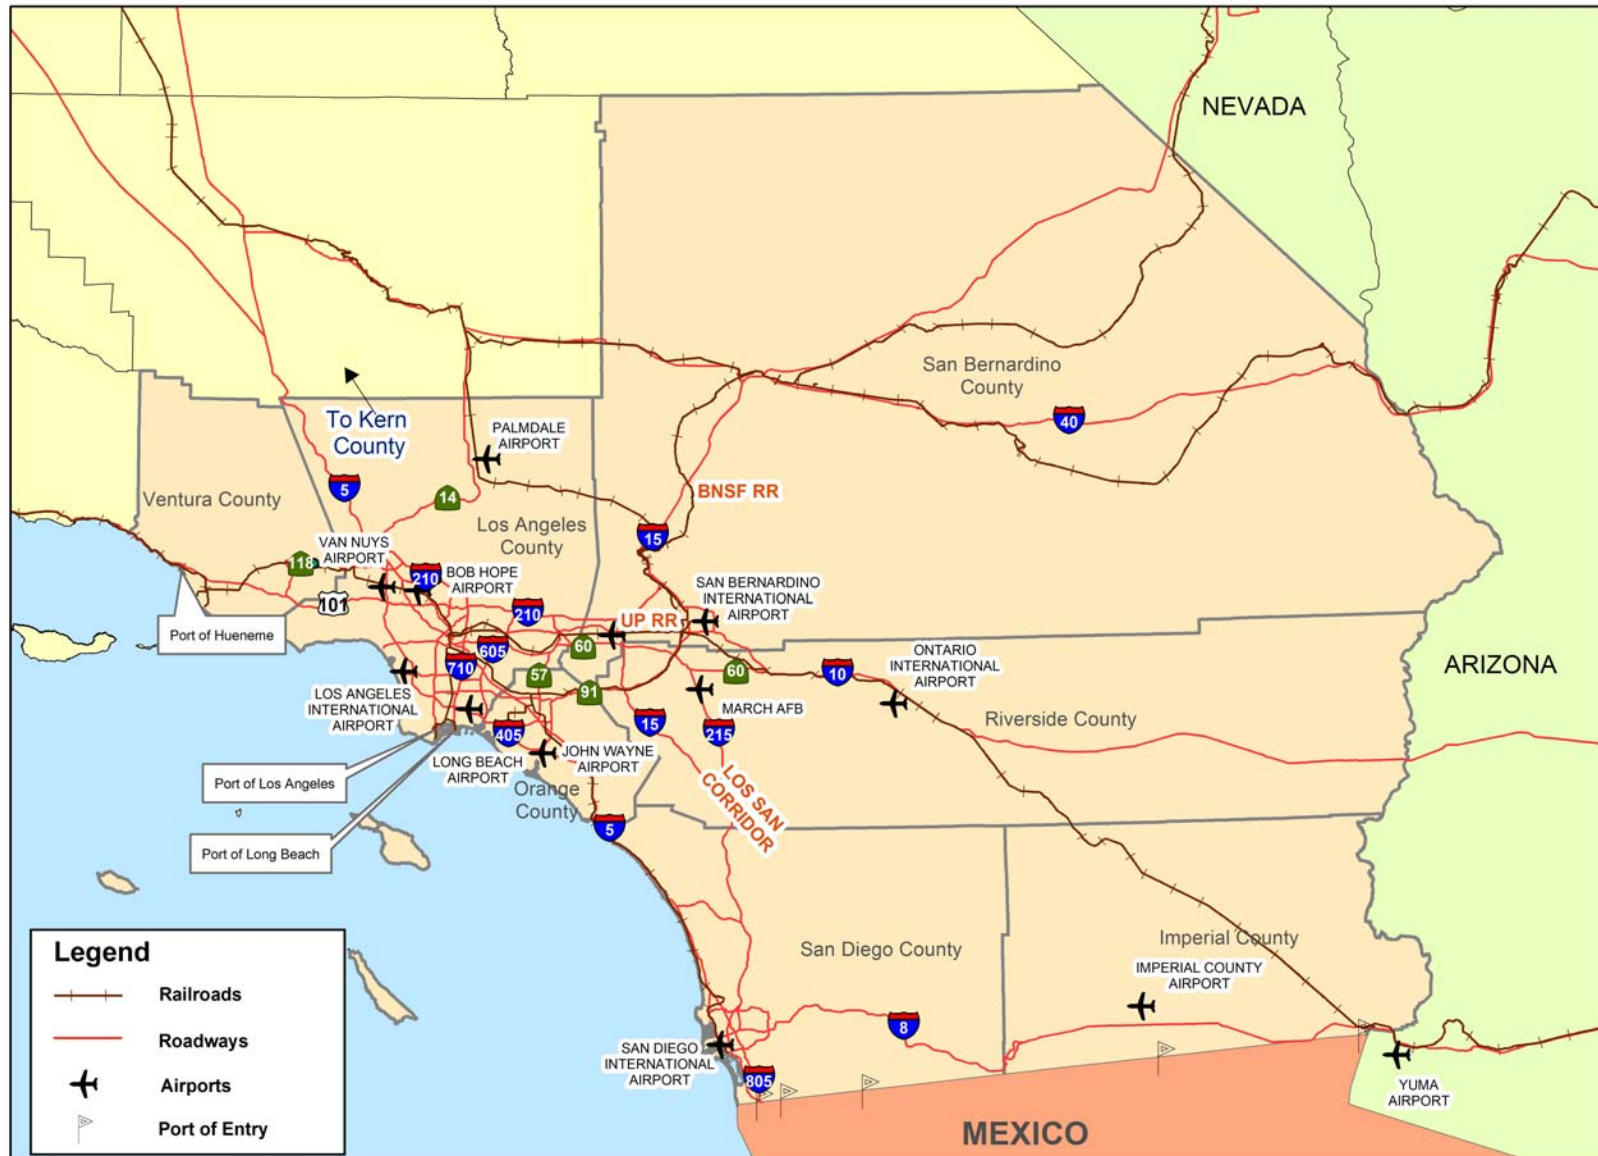 NEVADA
San Bernardino
County
40
To Kern
County
PALMDALE
AIRPORT
5
14
Ventura County
BNSF RR
Los Angeles
County
15
VAN NUYS
AIRPORT
118
210
BOB HOPE
AIRPORT
101
210
SAN BERNARDINO
INTERNATIONAL
AIRPORT
UP RR
Port of Hueneme
605
60
710
57
60
10
ONTARIO
INTERNATIONAL
AIRPORT
ARIZONA
91
LOS ANGELES
INTERNATIONAL
AIRPORT
MARCH AFB
Riverside County
405
15
215
LONG BEACH
AIRPORT
JOHN WAYNE
AIRPORT
Port of Los Angeles
Orange
County
LOS SAN
CORRIDOR
5
Port of Long Beach
San Diego County
Imperial County
IMPERIAL COUNTY
AIRPORT
8
SAN DIEGO
INTERNATIONAL
AIRPORT
805
YUMA
AIRPORT
MEXICO
Legend
Railroads
Roadways
Airports
Port of Entry